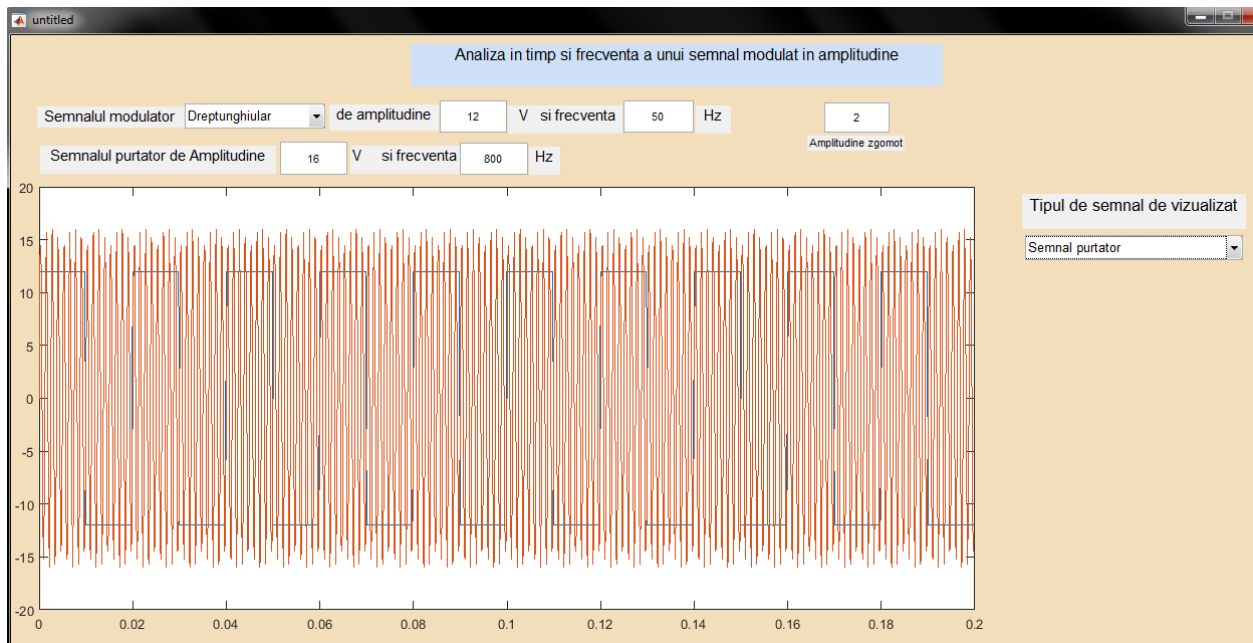 untitled
Analiza in timp si frecventa a unui semnal modulat in amplitudine
Semnalul modulator Dreptunghiular de amplitudine 12 V si frecventa 50 Hz 2
Amplitudine zgomot
Semnalul purtator de Amplitudine 16 V si frecventa 800 Hz
Tipul de semnal de vizualizat
Semnal purtator
20
15
10
5
0
-5
-10
-15
-20
0 0.02 0.04 0.06 0.08 0.1 0.12 0.14 0.16 0.18 0.2